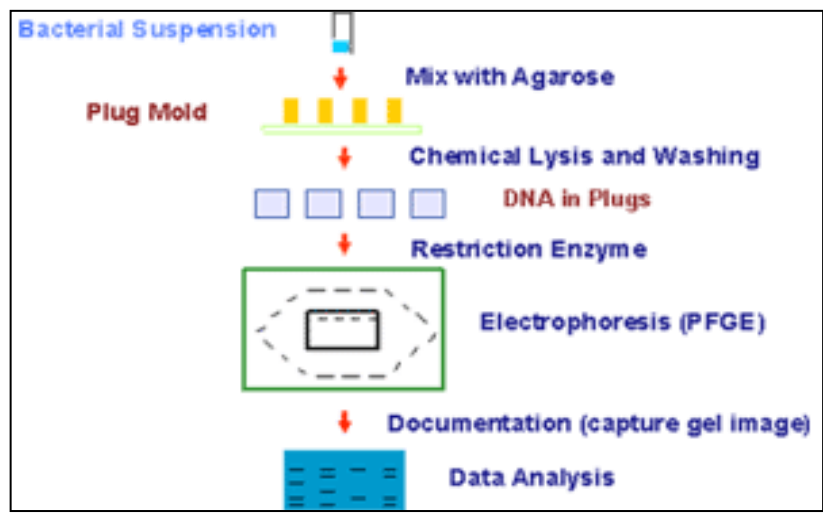 Bacterial Suspension
Mix with Agarose
Plug Mold
Chemical Lysis and Washing
DNA in Plugs
Restriction Enzyme
Electrophoresis (PFGE)
Documentation (capture gel image)
Data Analysis